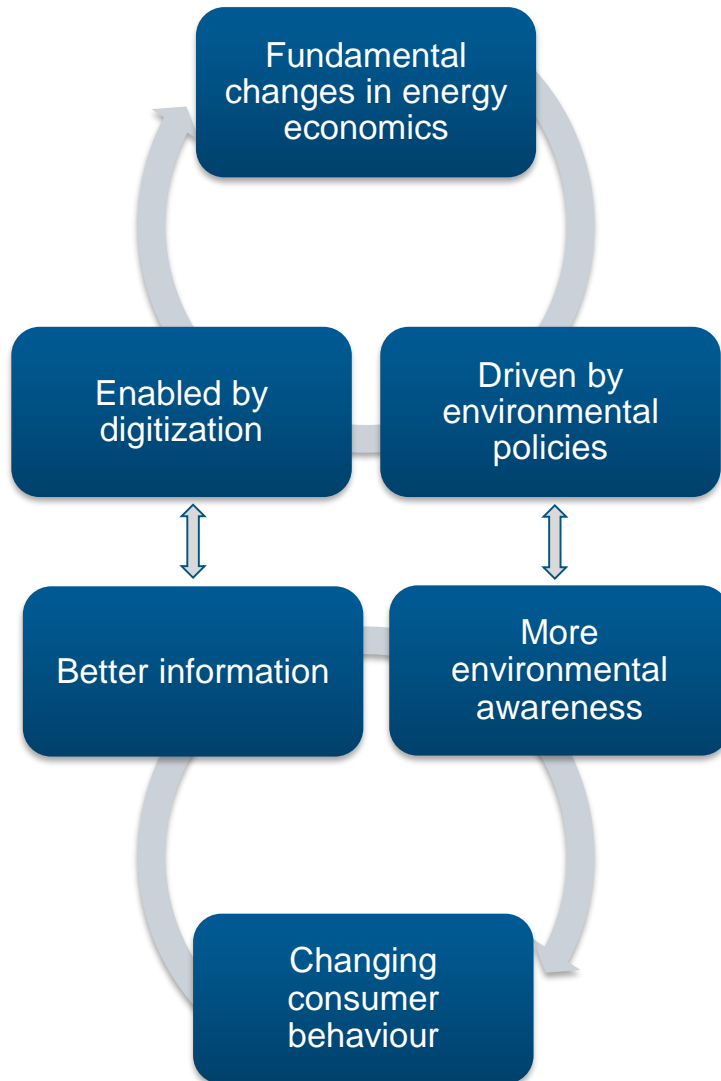 Fundamental
changes in energy
economics
Enabled by
digitization
Driven by
environmental
policies
Better information
More
environmental
awareness
Changing
consumer
behaviour